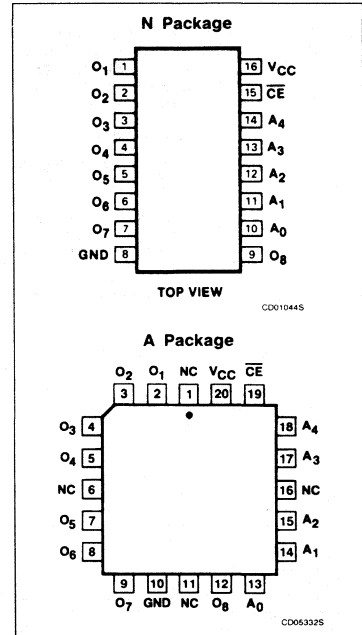 N Package
O1 1 16 VCC
O2 2 15 CE
O3 3 14 A4
O4 4 13 A3
O5 5 12 A2
O6 6 11 A1
O7 7 10 A0
GND 8 9 O8
TOP VIEW
CD01044S
A Package
O2 O1 NC VCC CE
3 2 1 20 19
O3 4 18 A4
O4 5 17 A3
NC 6 16 NC
O5 7 15 A2
O6 8 14 A1
9 10 11 12 13
O7 GND NC O8 A0
CD05332S